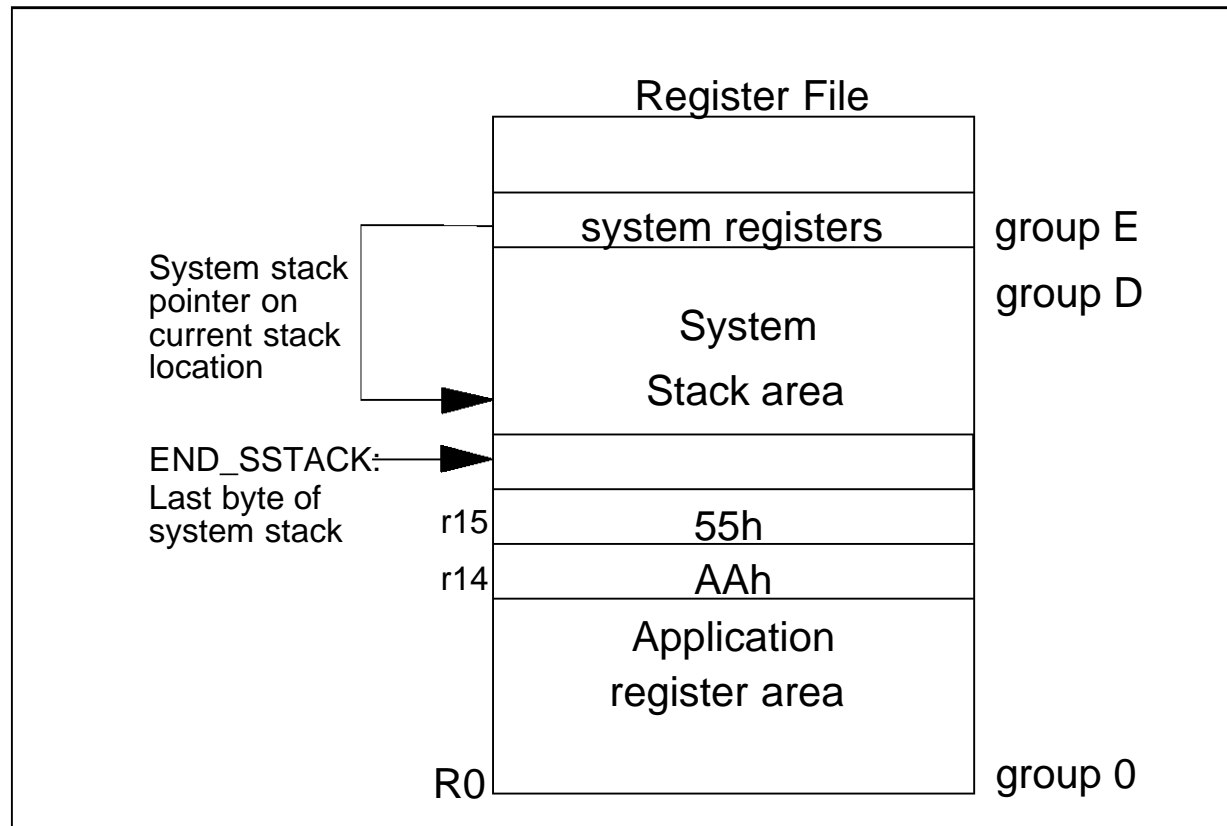 Register File
system registers
group E
group D
System stack
pointer on
current stack
location
System
Stack area
END_SSTACK:
Last byte of
system stack
r15
55h
r14
AAh
Application
register area
R0
group 0